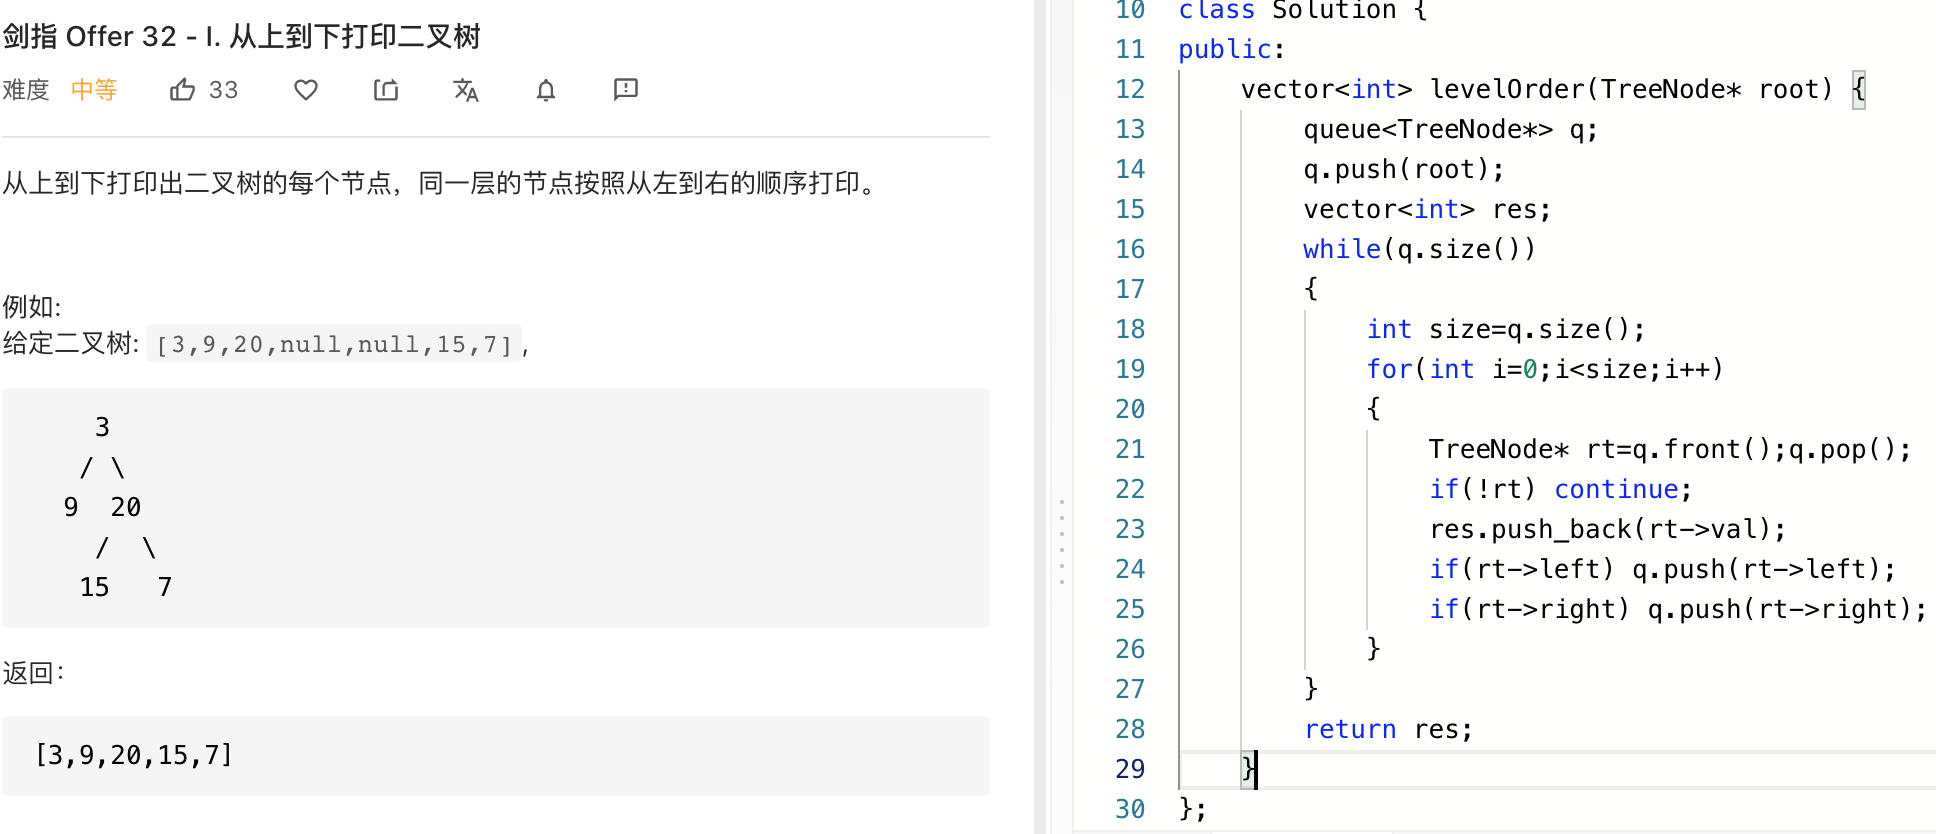 剑指 Offer 32 - I. 从上到下打印二叉树
难度 中等 33
从上到下打印出二叉树的每个节点，同一层的节点按照从左到右的顺序打印。
例如:
给定二叉树: [3,9,20,null,null,15,7],
3
/ \
9 20
/ \
15 7
返回：
[3,9,20,15,7]
10 class Solution {
11 public:
12 vector<int> levelOrder(TreeNode* root) {
13 queue<TreeNode*> q;
14 q.push(root);
15 vector<int> res;
16 while(q.size())
17 {
18 int size=q.size();
19 for(int i=0;i<size;i++)
20 {
21 TreeNode* rt=q.front();q.pop();
22 if(!rt) continue;
23 res.push_back(rt->val);
24 if(rt->left) q.push(rt->left);
25 if(rt->right) q.push(rt->right);
26 }
27 }
28 return res;
29 }
30 };